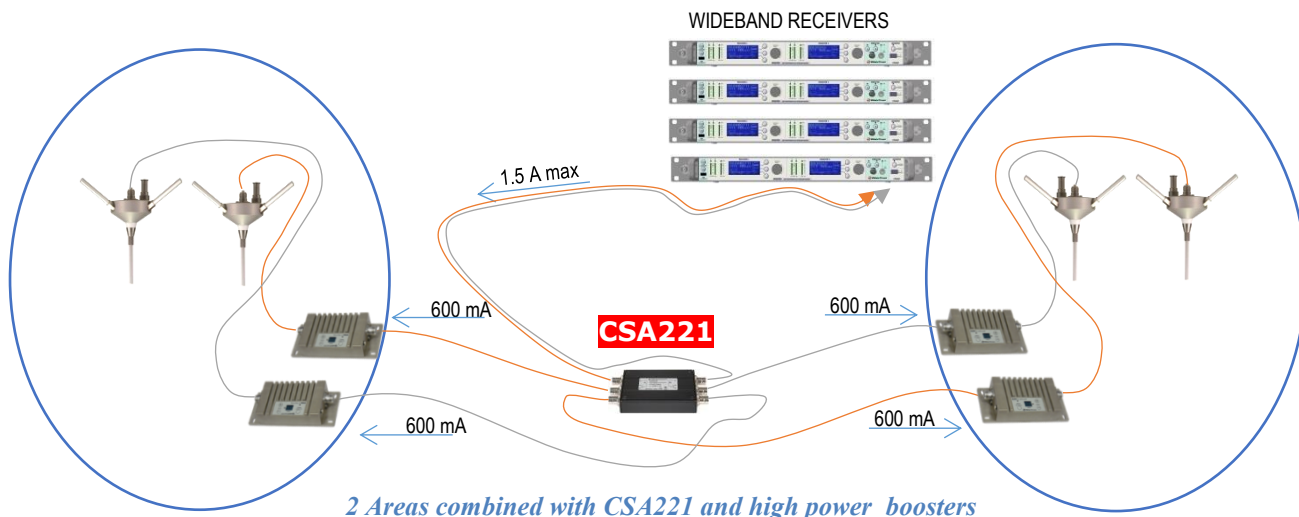 WIDEBAND RECEIVERS
1.5 A max
600 mA
600 mA
CSA221
600 mA
600 mA
2 Areas combined with CSA221 and high power boosters